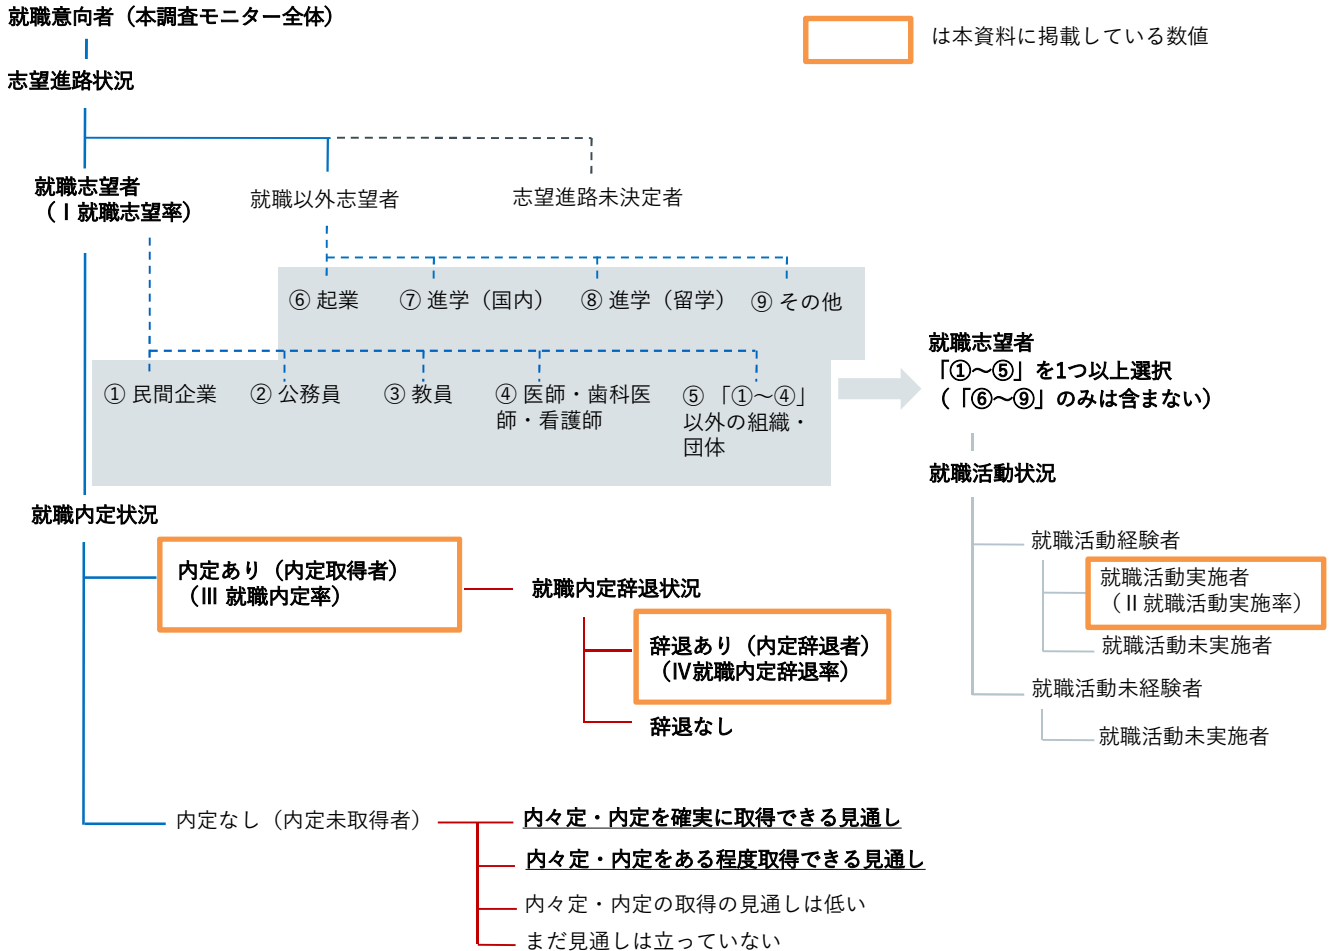 就職意向者（本調査モニター全体）
は本資料に掲載している数値
志望進路状況
就職志望者
（Ⅰ就職志望率）
就職以外志望者
志望進路未決定者
⑥ 起業
⑦ 進学（国内）
⑧ 進学（留学）
⑨ その他
① 民間企業
② 公務員
③ 教員
④ 医師・歯科医
師・看護師
⑤ 「①～④」
以外の組織・
団体
就職志望者
「①～⑤」を1つ以上選択
（「⑥～⑨」のみは含まない）
就職活動状況
就職活動経験者
就職活動実施者
（Ⅱ就職活動実施率）
就職活動未実施者
就職活動未経験者
就職活動未実施者
就職内定状況
内定あり（内定取得者）
（Ⅲ 就職内定率）
就職内定辞退状況
辞退あり（内定辞退者）
（Ⅳ就職内定辞退率）
辞退なし
内定なし（内定未取得者）
内々定・内定を確実に取得できる見通し
内々定・内定をある程度取得できる見通し
内々定・内定の取得の見通しは低い
まだ見通しは立っていない